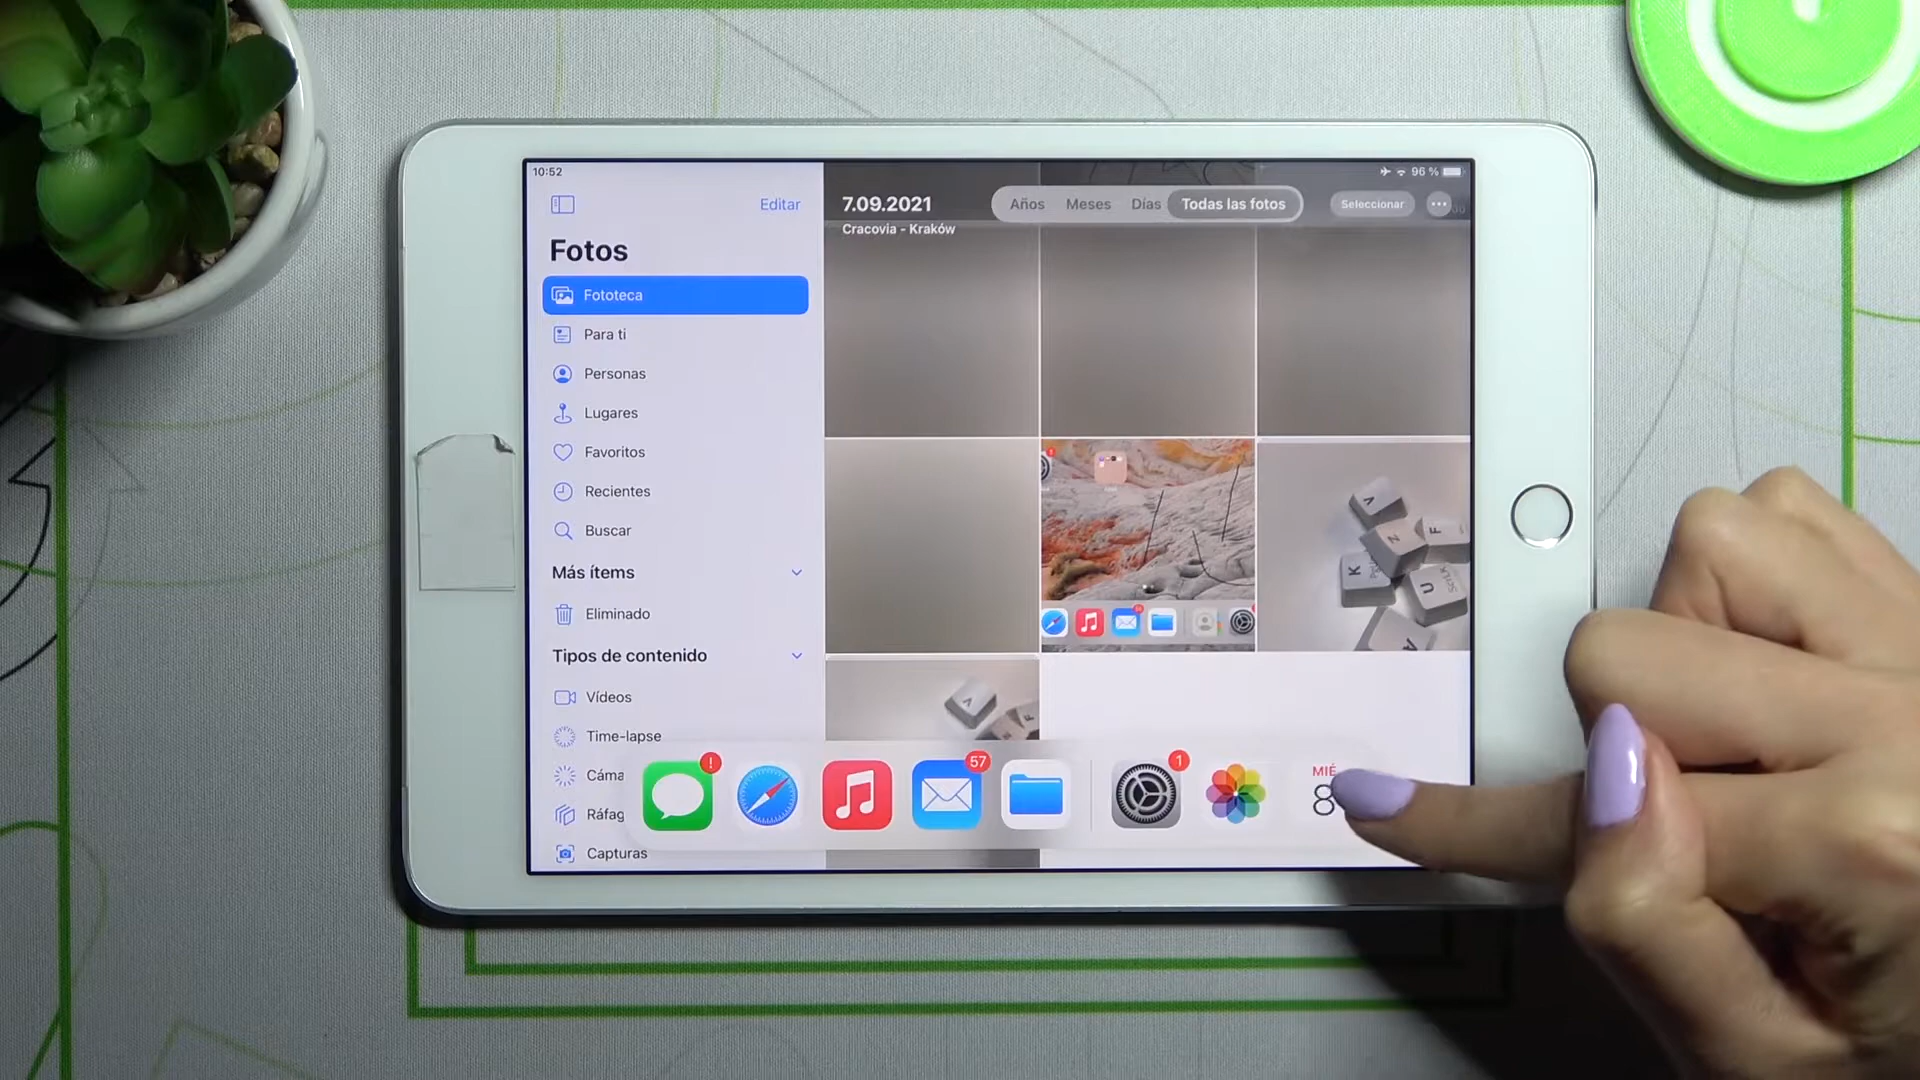 10:52
96 %
Editar
7.09.2021
Años
Meses
Días
Todas las fotos
Seleccionar
Cracovia - Kraków
Fotos
Fototeca
Para ti
Personas
Lugares
Favoritos
Recientes
Buscar
Más ítems
Eliminado
Tipos de contenido
Vídeos
Time-lapse
Cáma
Ráfag
Capturas
!
57
1
MIÉ
8
V
Z
F
K
U
ScrLk
A
V
F